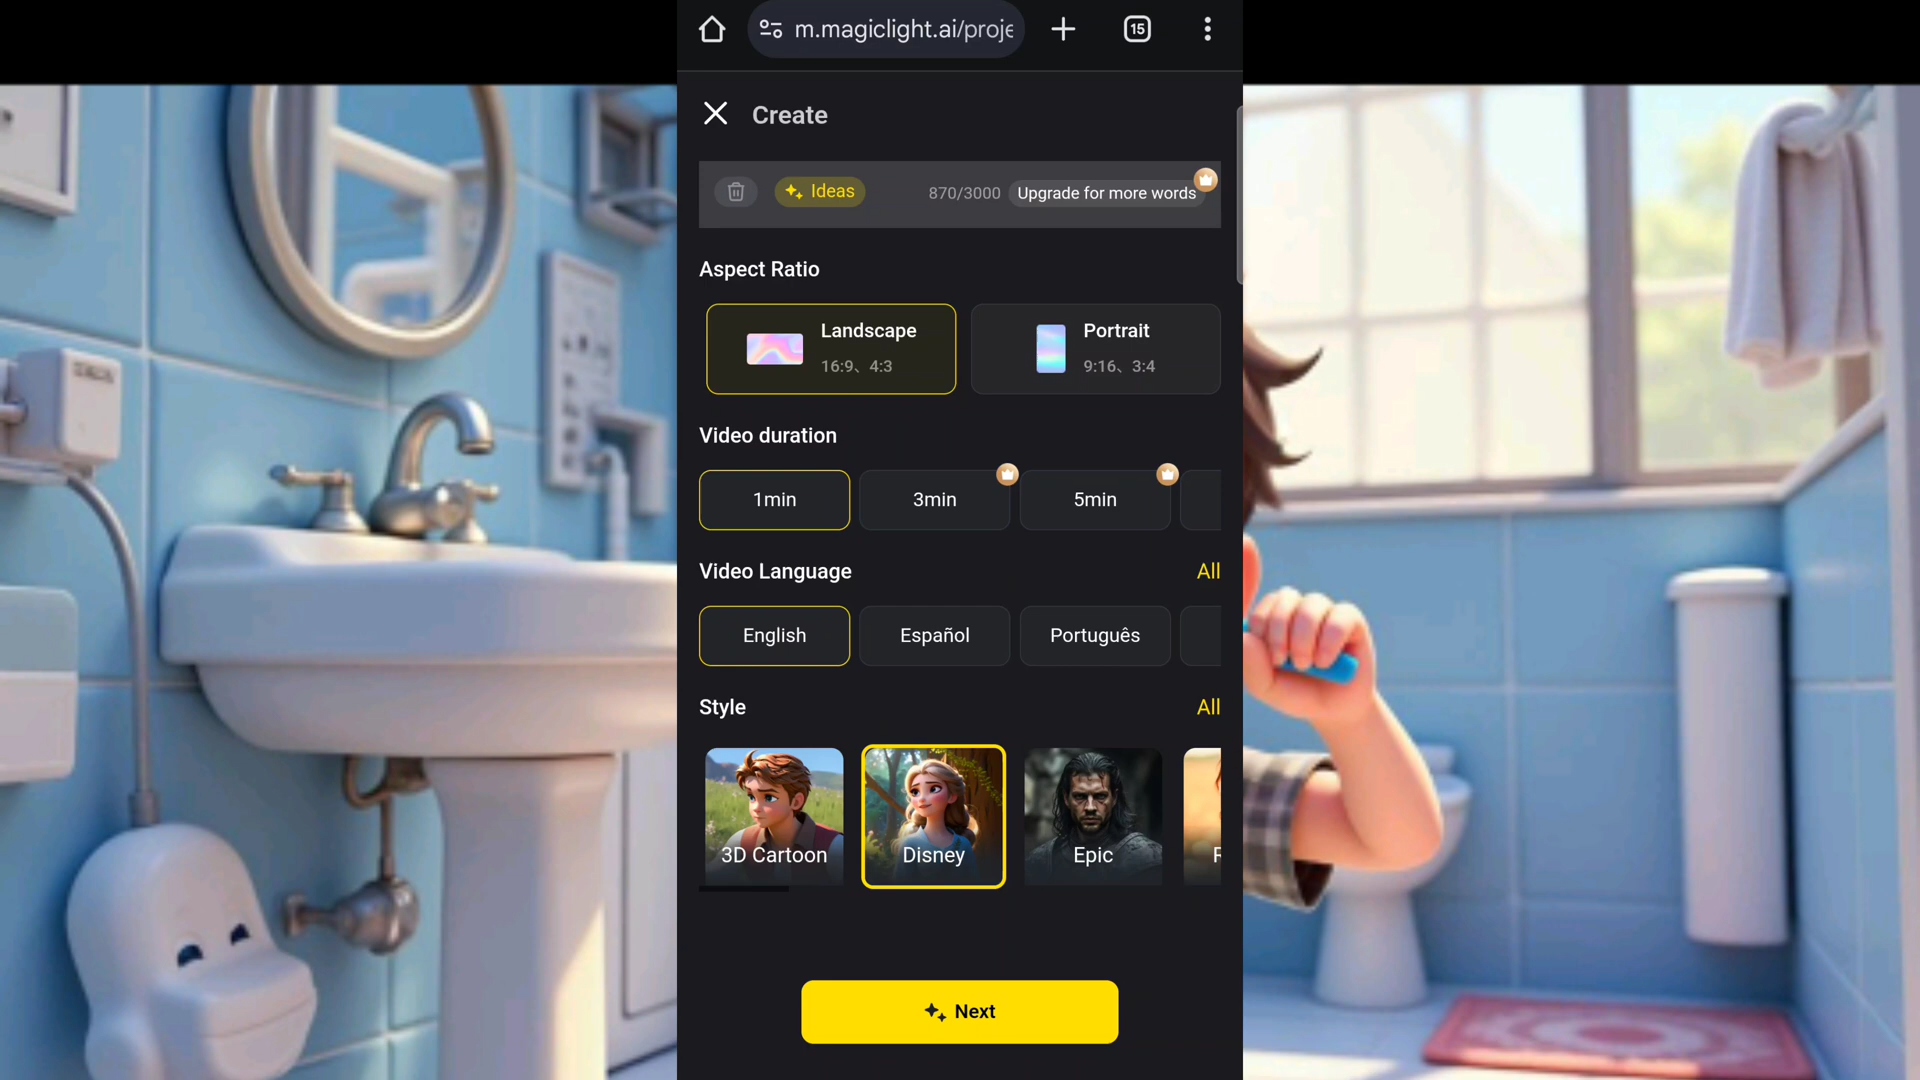 m.magiclight.ai/proje
15
Create
Ideas
870/3000
Upgrade for more words
Aspect Ratio
Landscape
16:9、4:3
Portrait
9:16、3:4
Video duration
1min
3min
5min
Video Language
All
English
Español
Português
Style
All
3D Cartoon
Disney
Epic
Next